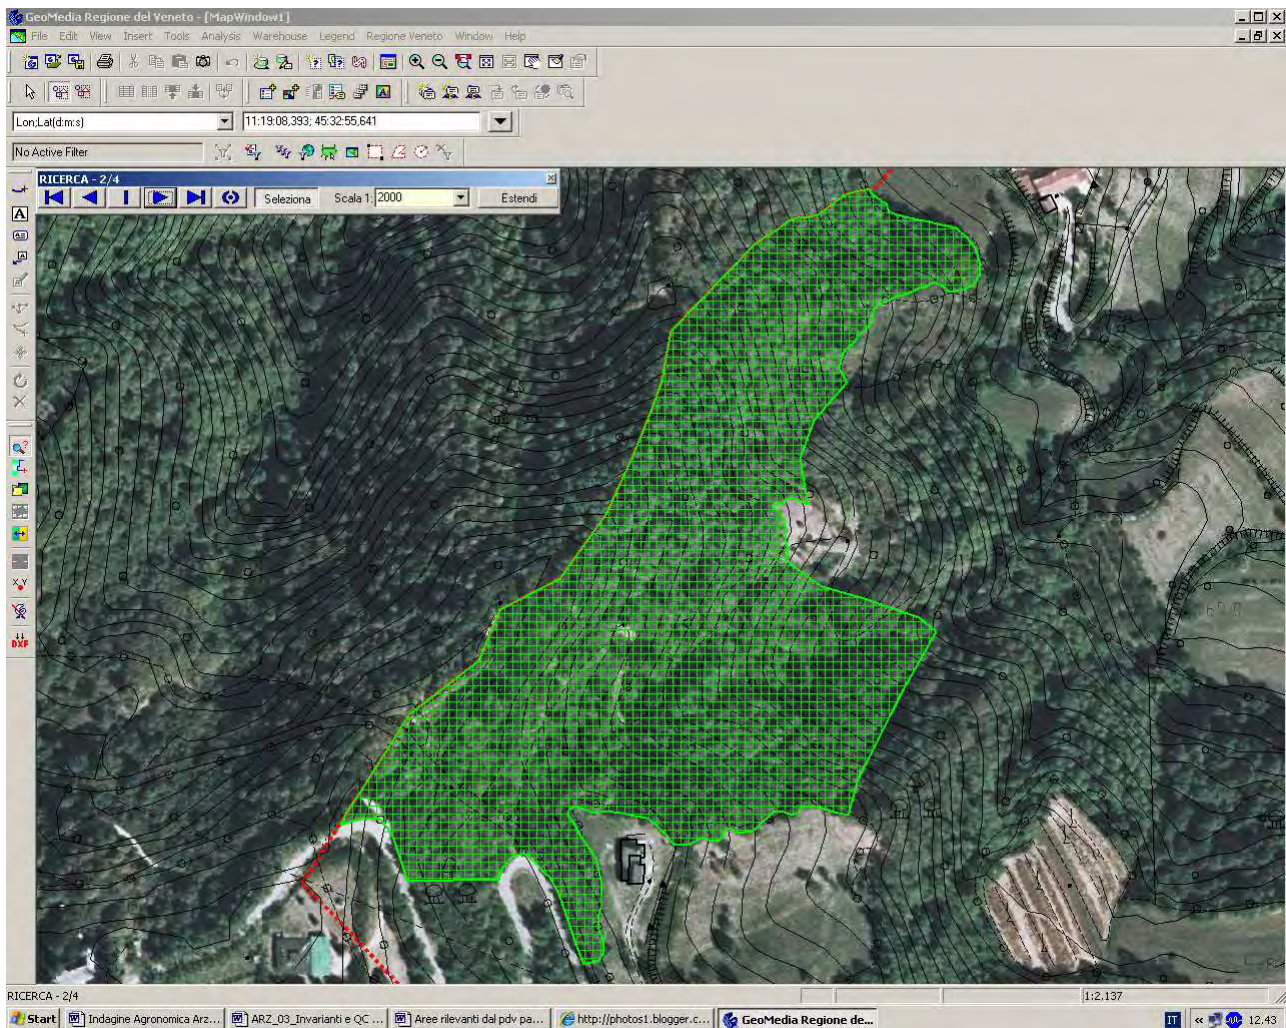 GeoMedia Regione del Veneto - [MapWindow1]
File Edit View Insert Tools Analysis Warehouse Legend Regione Veneto Window Help
Lon;Lat(d:m:s) 11:19:08,393; 45:32:55,641
No Active Filter
RICERCA - 2/4
Seleziona Scala 1: 2000 Estendi
DXF
RICERCA - 2/4 1:2,137
Start Indagine Agronomica Arz... ARZ_03_Invarianti e QC ... Aree rilevanti dal pdv pa... http://photos1.blogger.c... GeoMedia Regione de... IT « 12.43